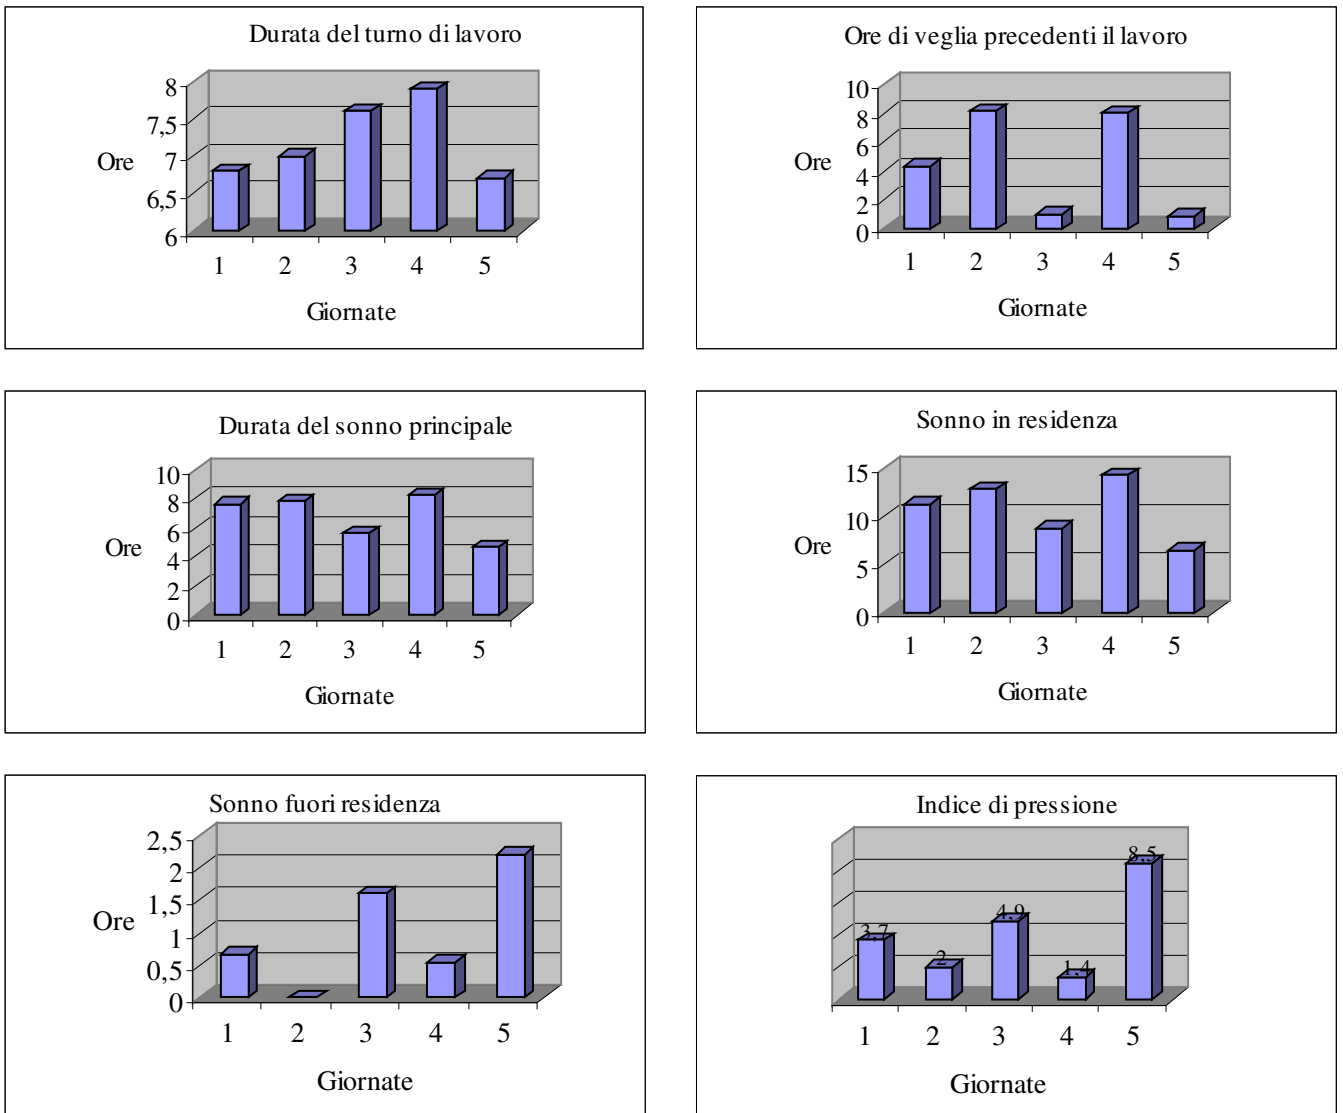 Durata del turno di lavoro
8
7,5
7
6,5
6
Ore
1 2 3 4 5
Giornate
Ore di veglia precedenti il lavoro
10
8
6
4
2
0
Ore
1 2 3 4 5
Giornate
Durata del sonno principale
10
8
6
4
2
0
Ore
1 2 3 4 5
Giornate
Sonno in residenza
15
10
5
0
Ore
1 2 3 4 5
Giornate
Sonno fuori residenza
2,5
2
1,5
1
0,5
0
Ore
1 2 3 4 5
Giornate
Indice di pressione
3,7 2 4,9 1,4 8,5
1 2 3 4 5
Giornate